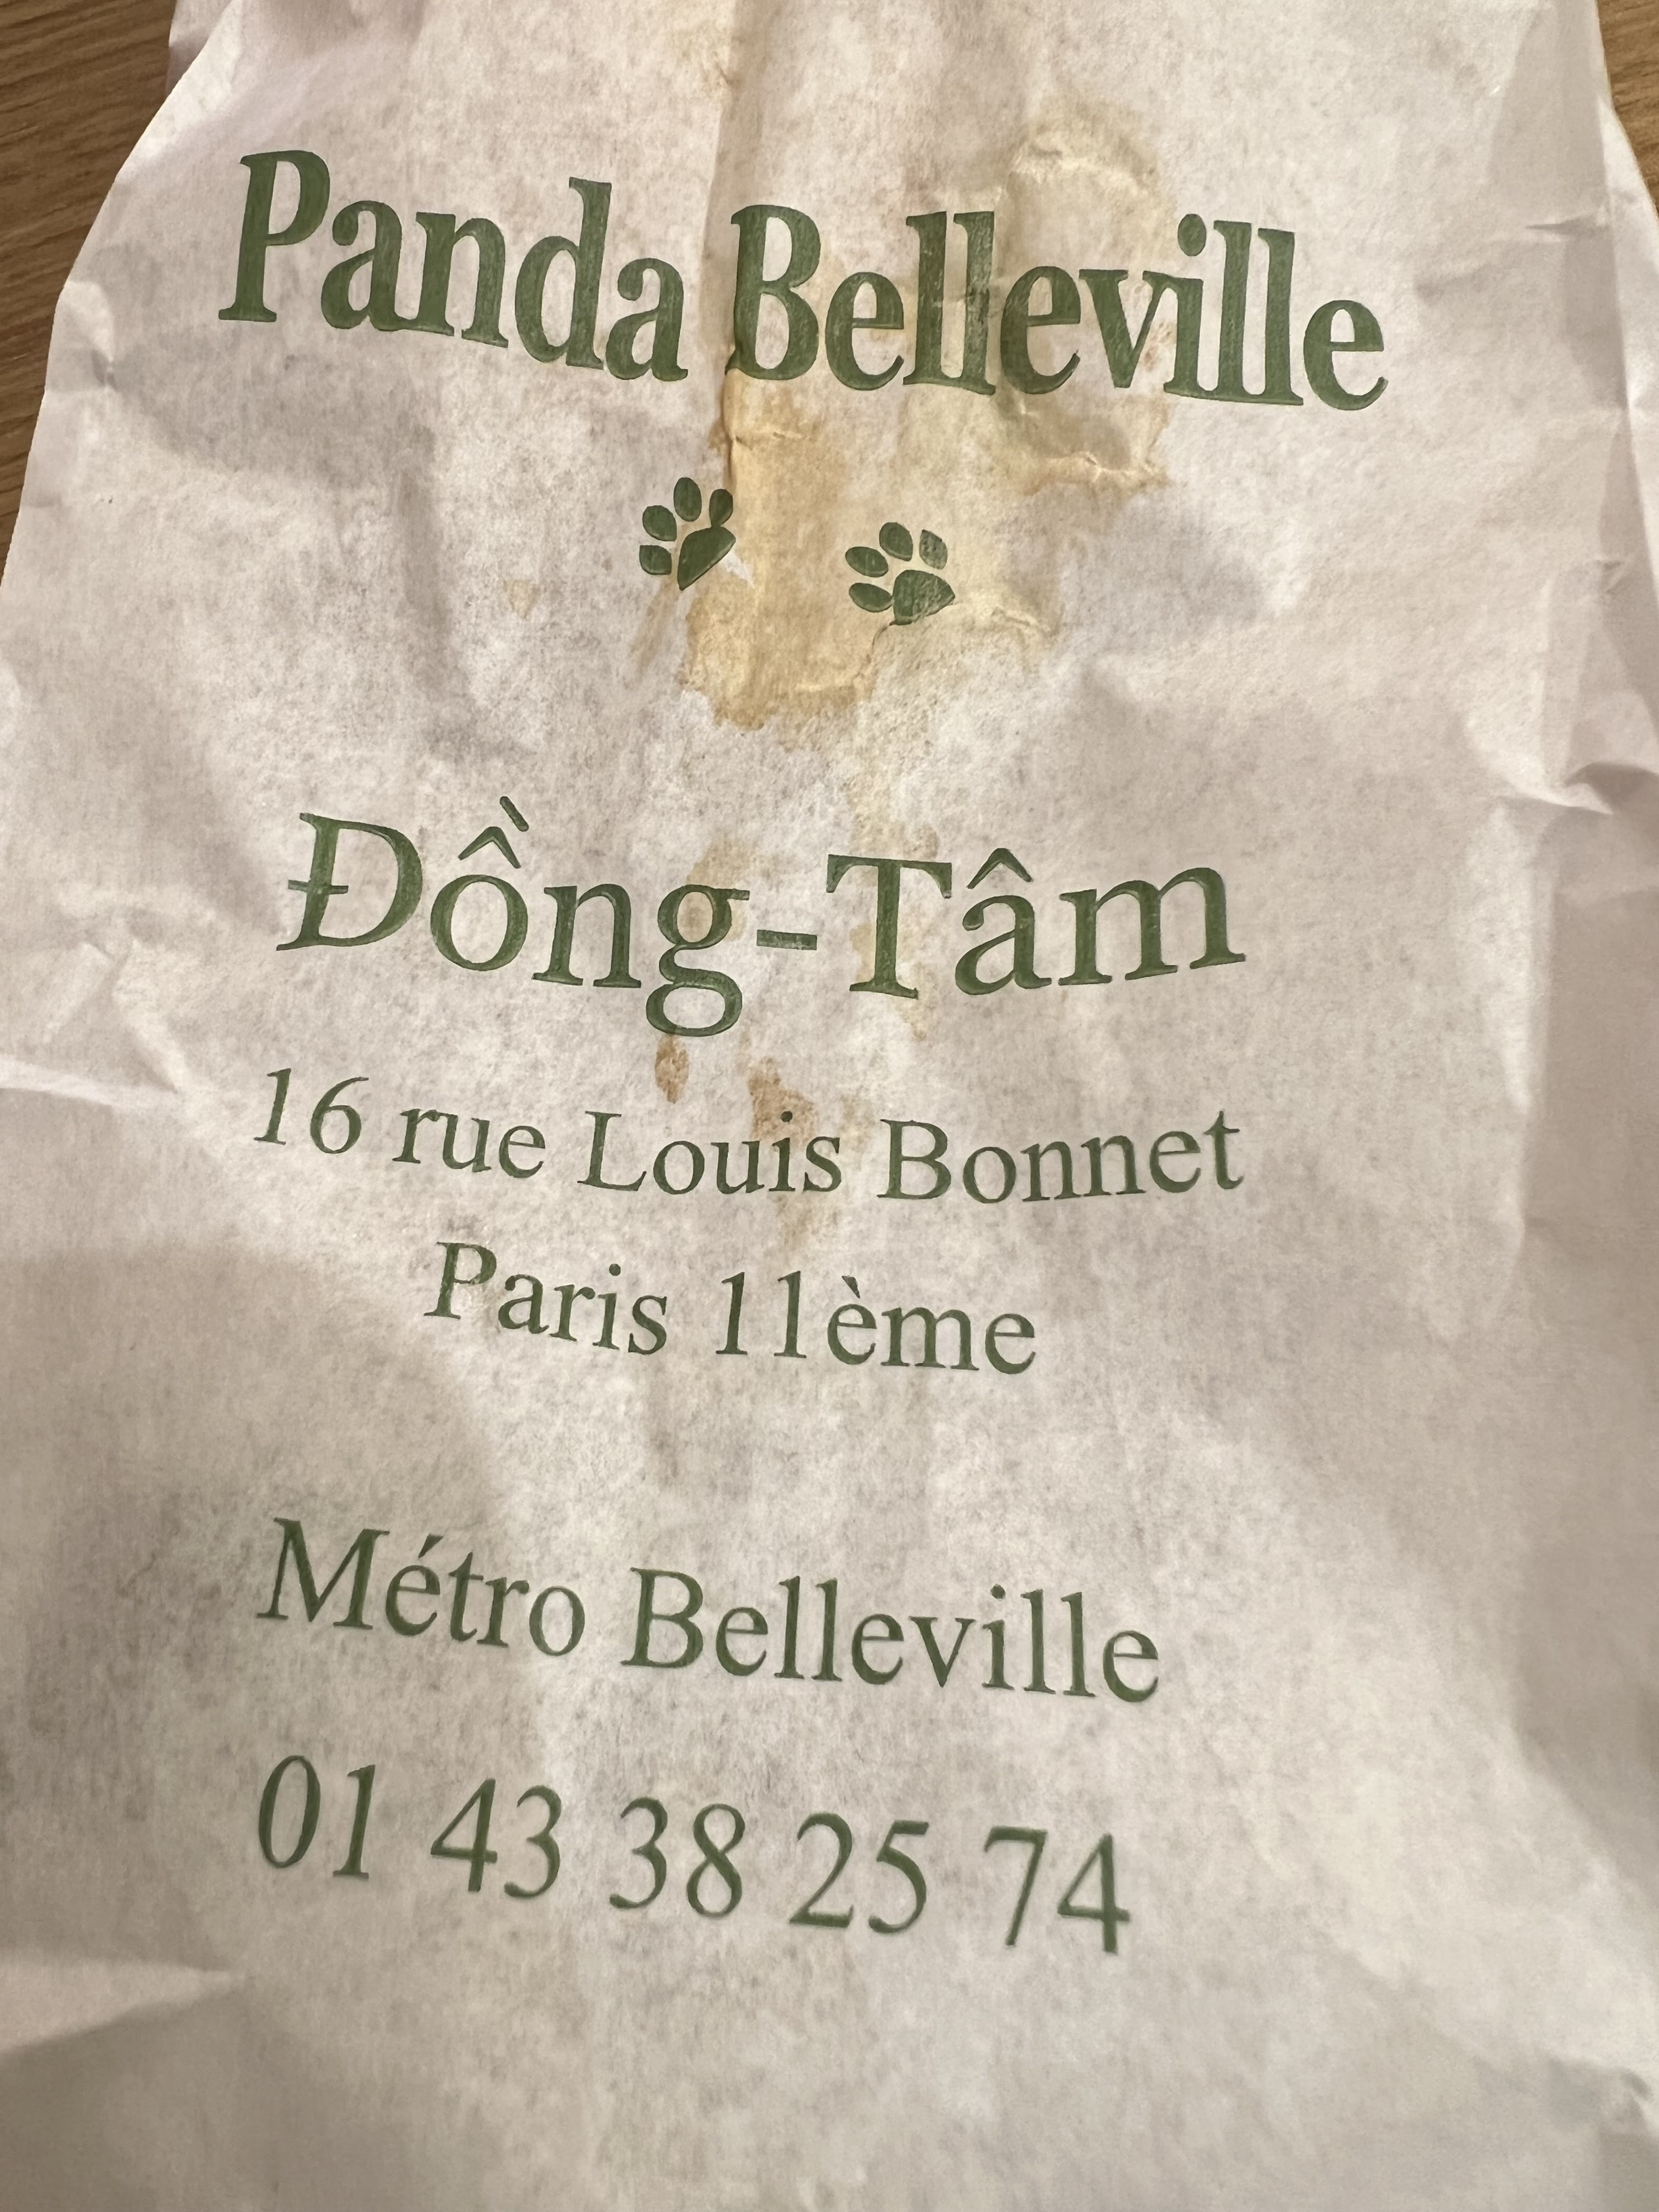 Panda Belleville
Đồng-Tâm
16 rue Louis Bonnet
Paris 11ème
Métro Belleville
01 43 38 25 74